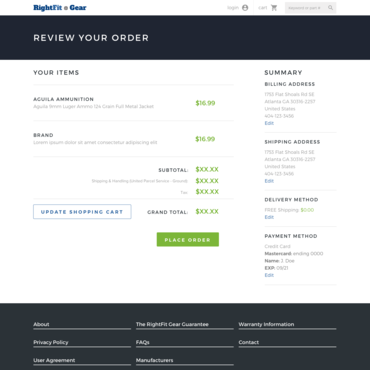 RightFit Gear
login
cart
REVIEW YOUR ORDER
YOUR ITEMS
AGUILA AMMUNITION
Aguila 9mm Luger Ammo 124 Grain Full Metal Jacket
$16.99
BRAND
Lorem ipsum dolor sit amet consectetur adipiscing elit
$16.99
SUBTOTAL: $XX.XX
Shipping & Handling (United Parcel Service - Ground): $XX.XX
Tax: $XX.XX
UPDATE SHOPPING CART
GRAND TOTAL: $XX.XX
PLACE ORDER
SUMMARY
BILLING ADDRESS
1753 Flat Shoals Rd SE
Atlanta GA 30316-2257
United States
404 123 3456
Edit
SHIPPING ADDRESS
1753 Flat Shoals Rd SE
Atlanta GA 30316-2257
United States
404 123 3456
Edit
DELIVERY METHOD
FREE Shipping: $0.00
Edit
PAYMENT METHOD
Credit Card
Mastercard: ending 0000
Name: J. Doe
EXP: 09/21
Edit
About
The RightFit Gear Guarantee
Warranty Information
Privacy Policy
FAQs
Contact
User Agreement
Manufacturers